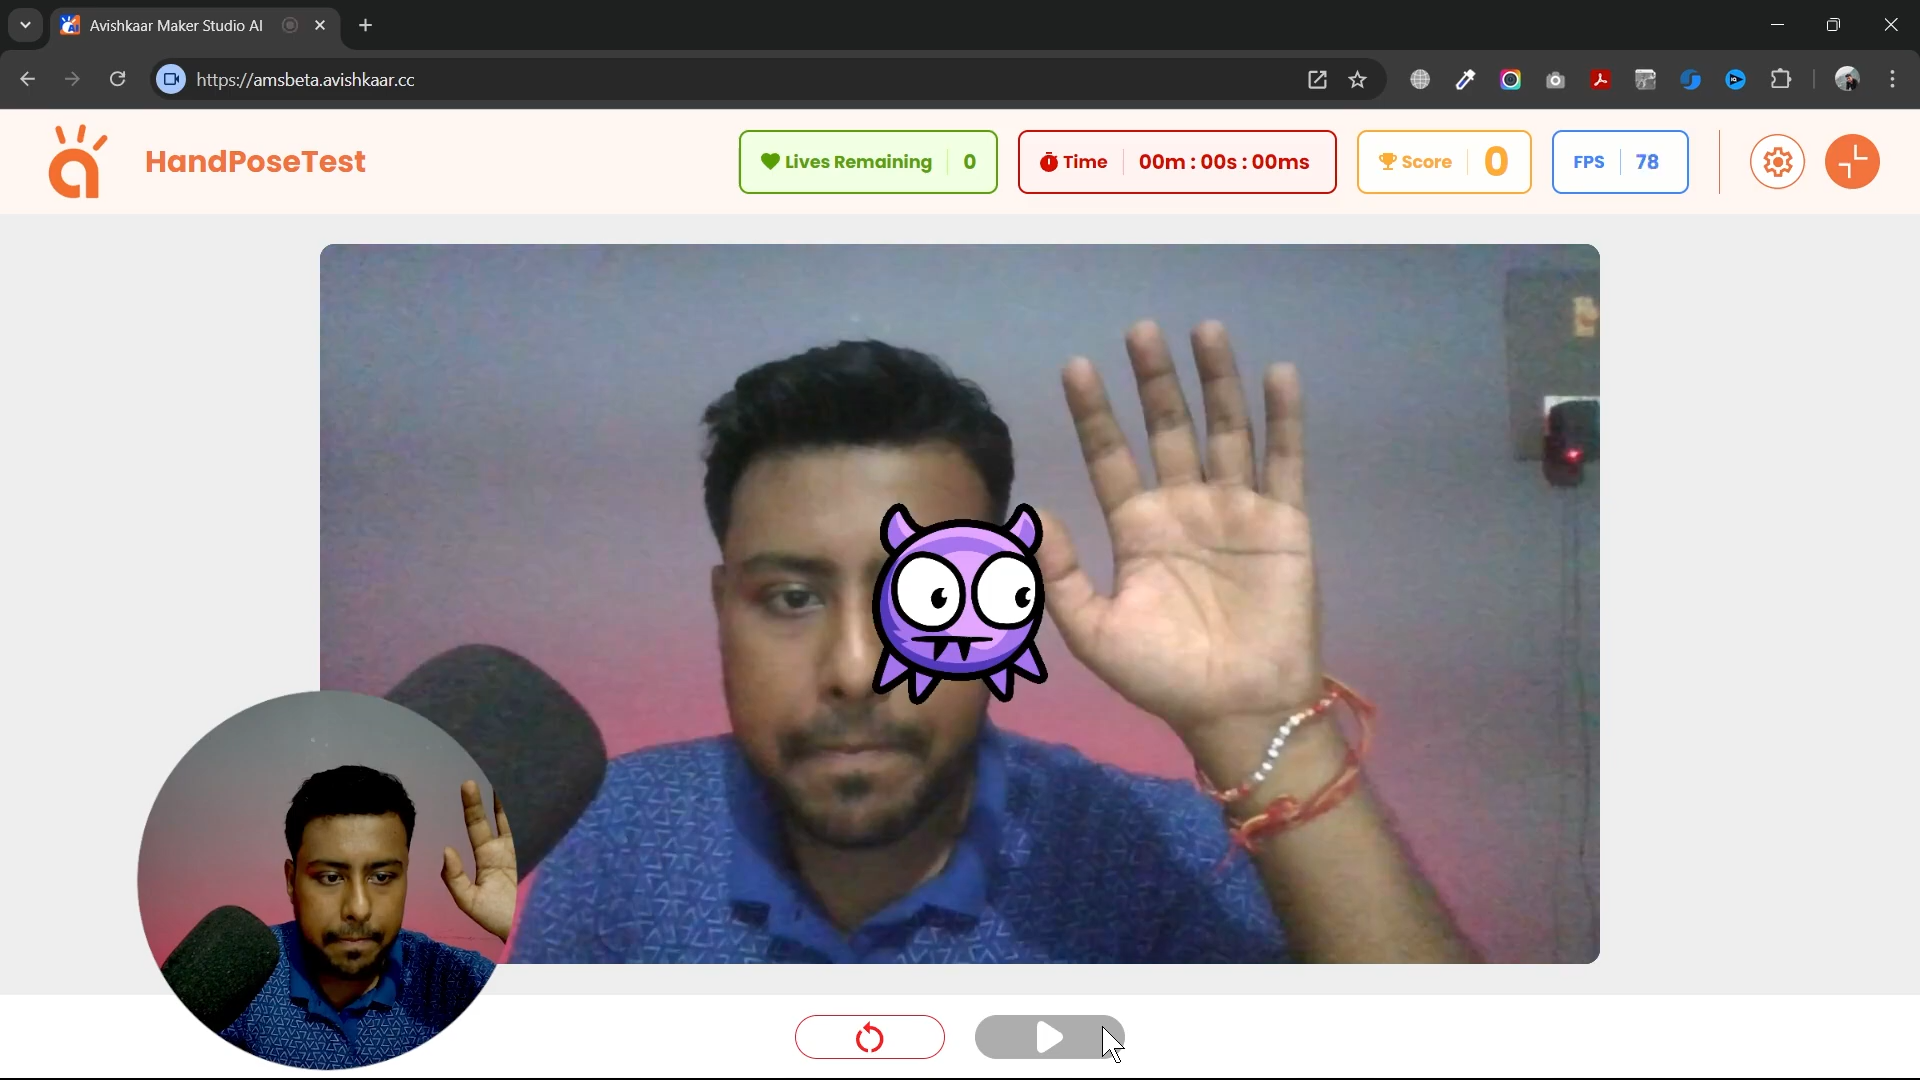 Avishkaar Maker Studio AI
https://amsbeta.avishkaar.cc
HandPoseTest
Lives Remaining 0
Time 00m : 00s : 00ms
Score 0
FPS 78